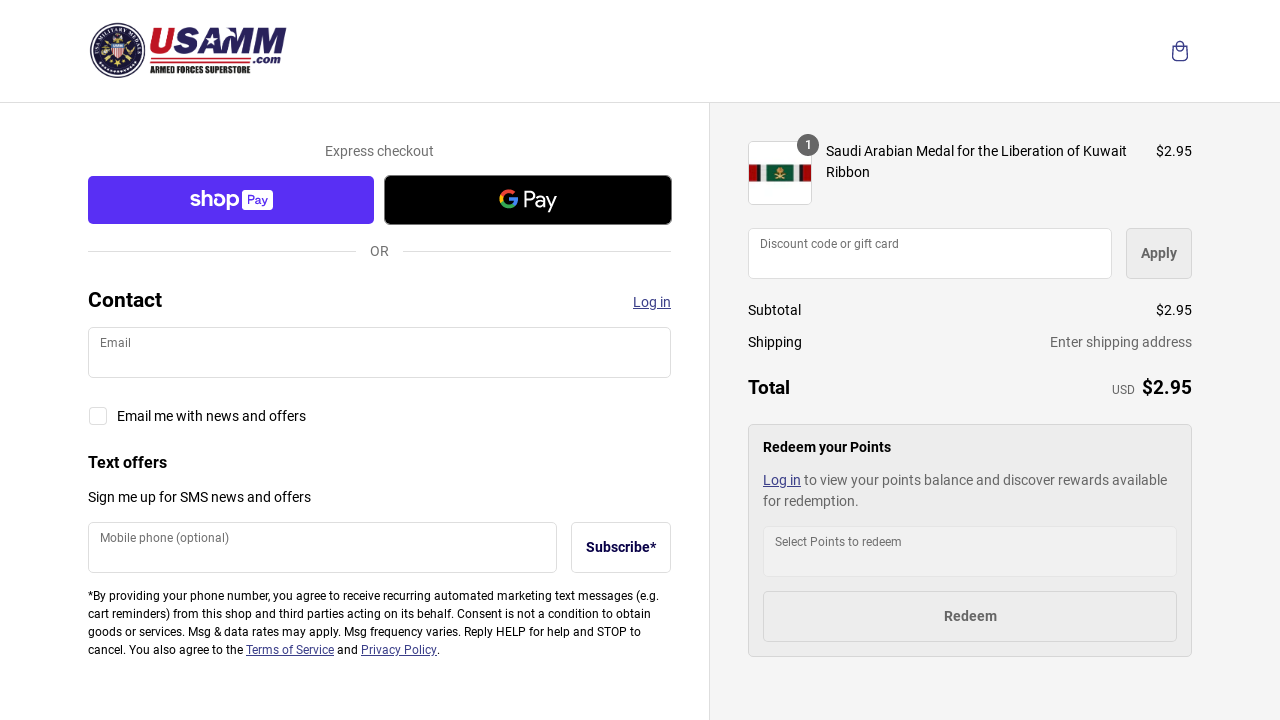 USA MILITARY MEDALS
USAMM
.com
ARMED FORCES SUPERSTORE
Express checkout
shop Pay
G Pay
OR
Contact
Log in
Email
Email me with news and offers
Text offers
Sign me up for SMS news and offers
Mobile phone (optional)
Subscribe*
*By providing your phone number, you agree to receive recurring automated marketing text messages (e.g.
cart reminders) from this shop and third parties acting on its behalf. Consent is not a condition to obtain
goods or services. Msg & data rates may apply. Msg frequency varies. Reply HELP for help and STOP to
cancel. You also agree to the Terms of Service and Privacy Policy.
1
Saudi Arabian Medal for the Liberation of Kuwait
Ribbon
$2.95
Discount code or gift card
Apply
Subtotal
$2.95
Shipping
Enter shipping address
Total
USD $2.95
Redeem your Points
Log in to view your points balance and discover rewards available
for redemption.
Select Points to redeem
Redeem